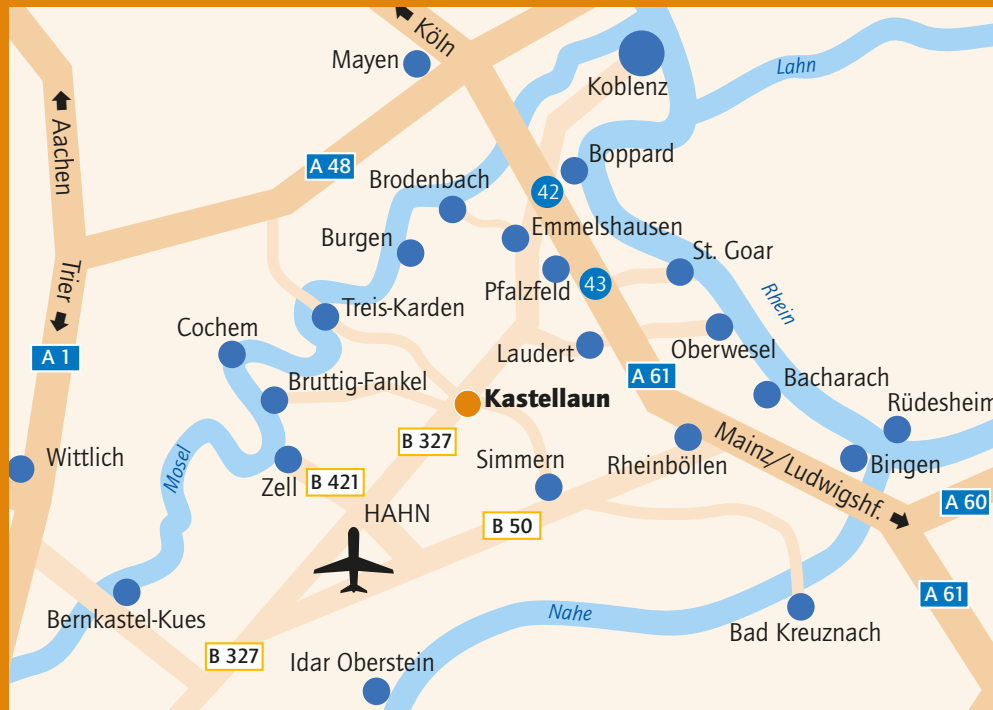 Köln
Mayen
Koblenz
Lahn
Aachen
A 48
Boppard
Brodenbach
42
Emmelshausen
Burgen
St. Goar
Trier
Pfalzfeld
43
Rhein
Treis-Karden
Cochem
Laudert
Oberwesel
A 1
A 61
Bruttig-Fankel
Bacharach
Kastellaun
Rüdesheim
B 327
Mainz/Ludwigshf.
Wittlich
Mosel
Simmern
Rheinböllen
Bingen
Zell
B 421
A 60
HAHN
B 50
A 61
Bernkastel-Kues
Nahe
Bad Kreuznach
B 327
Idar Oberstein